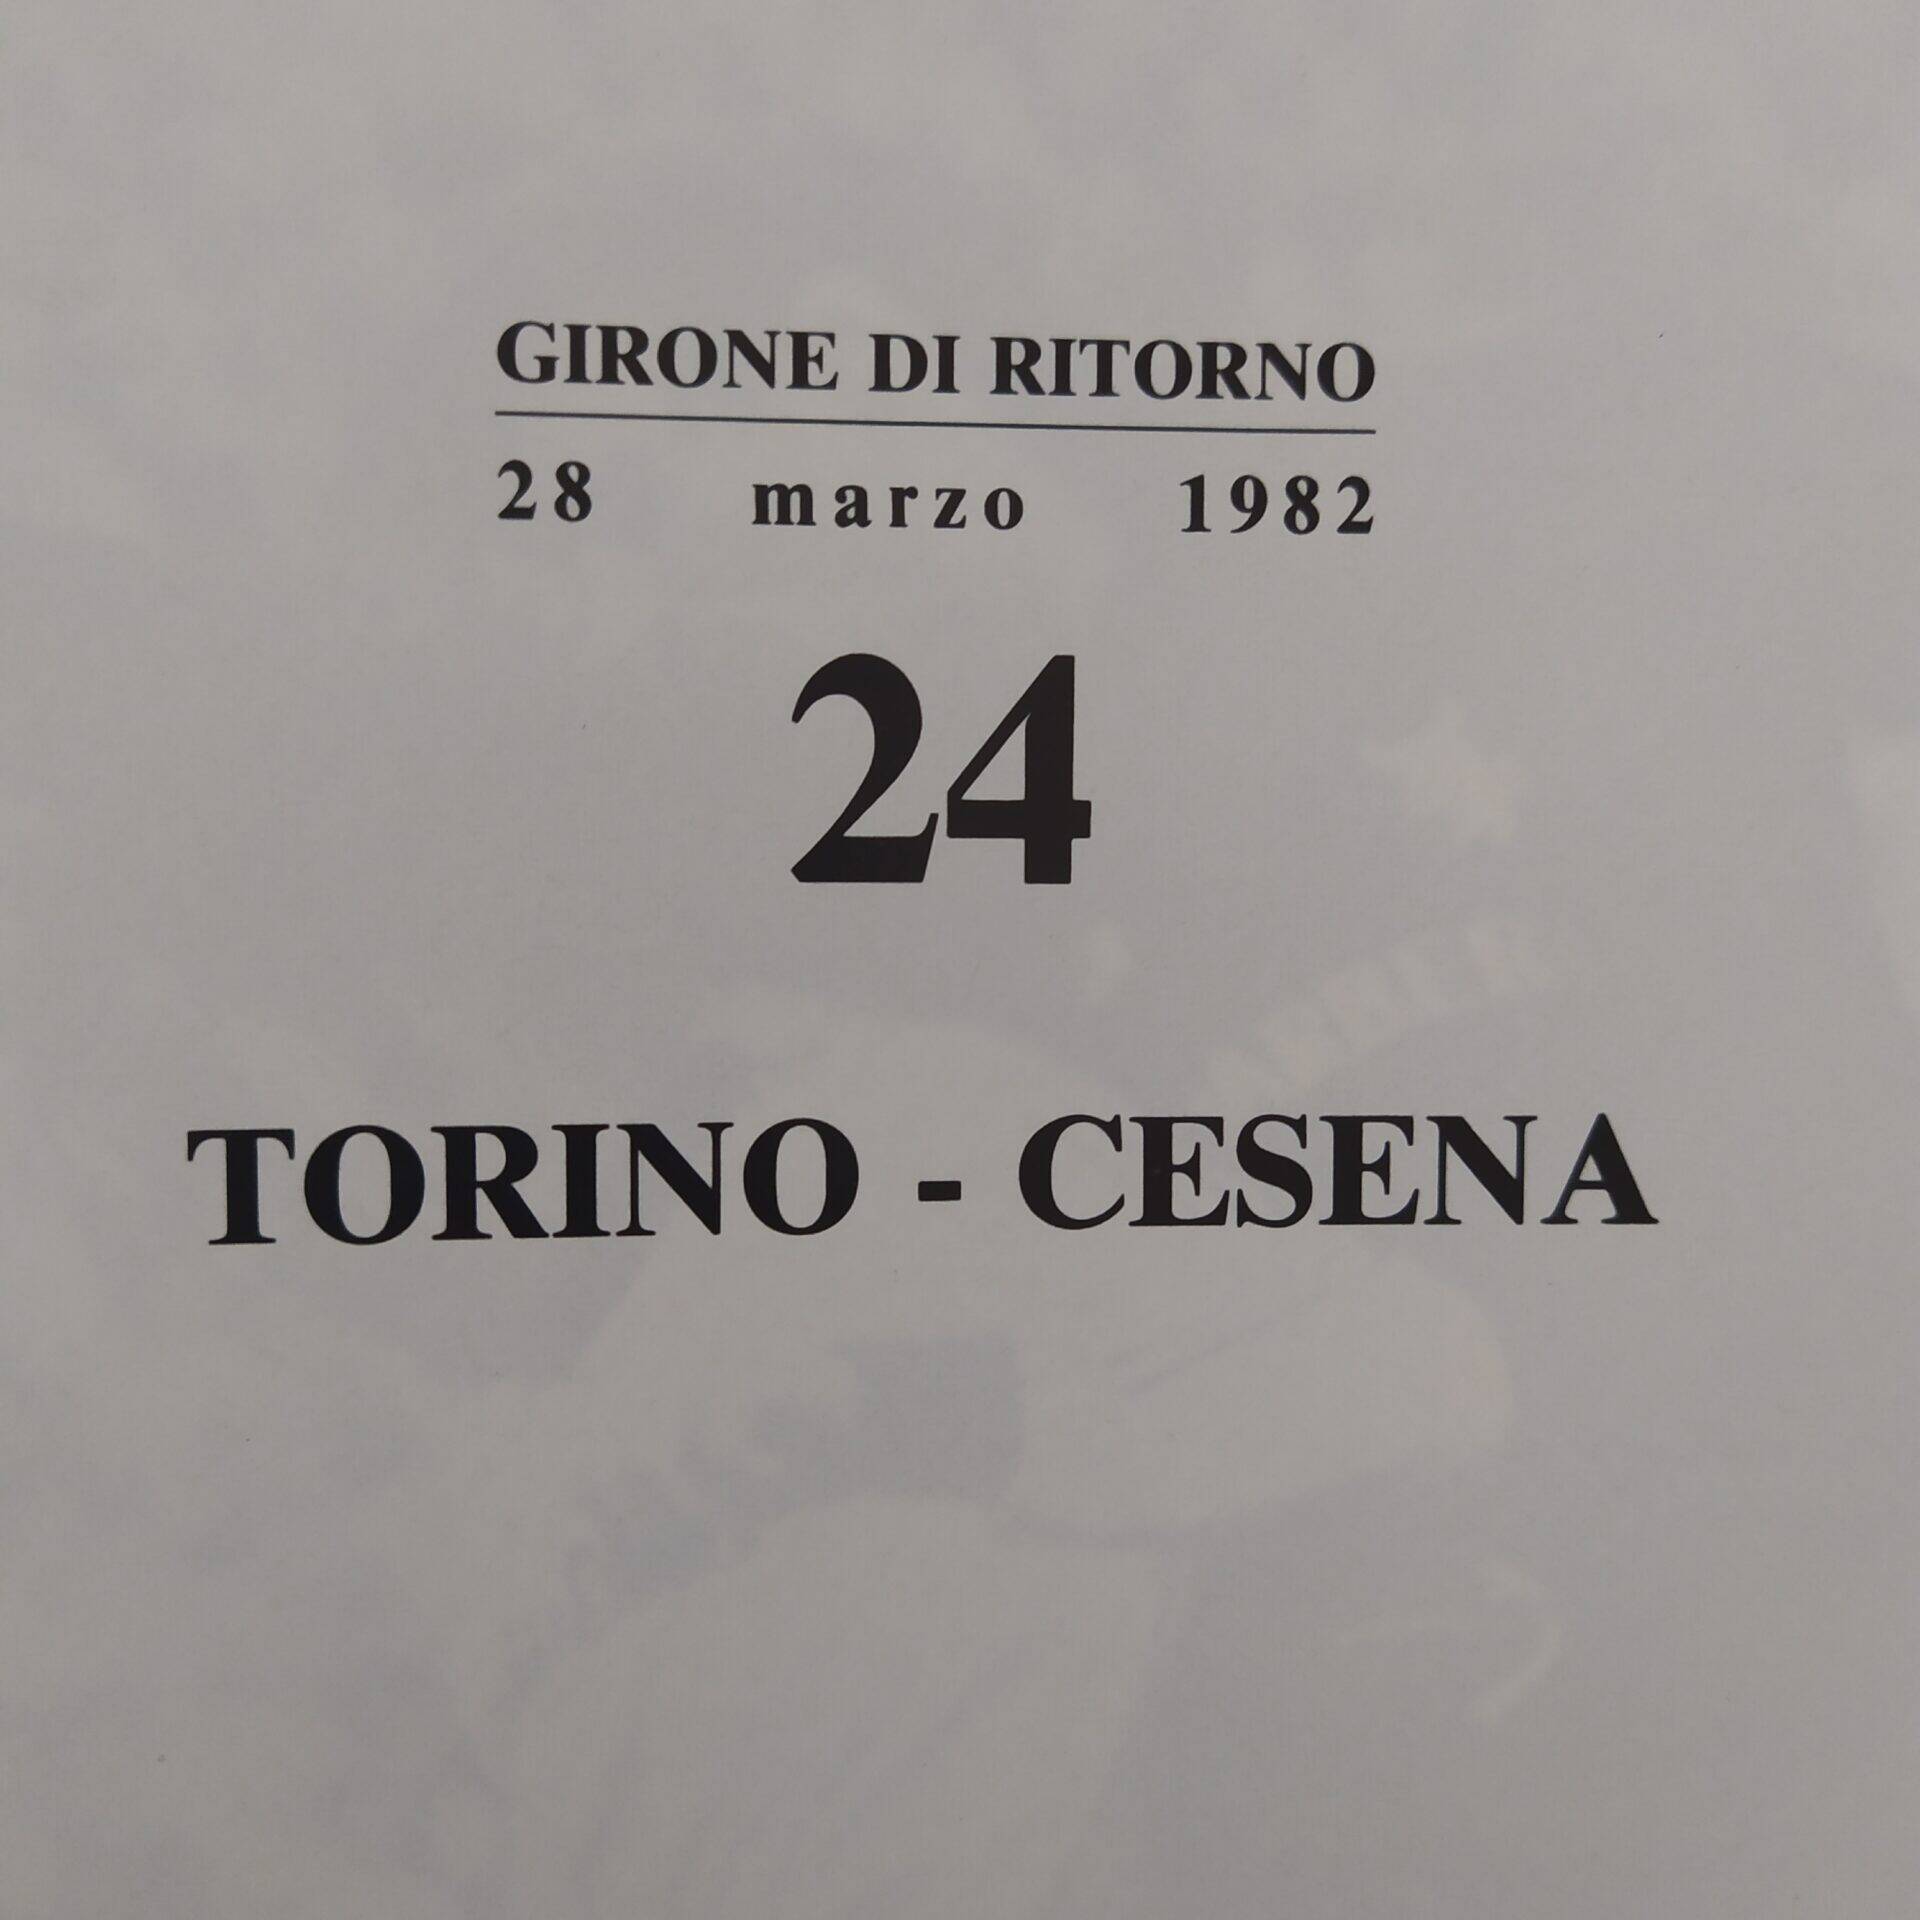 GIRONE DI RITORNO
28 marzo 1982
24
TORINO - CESENA